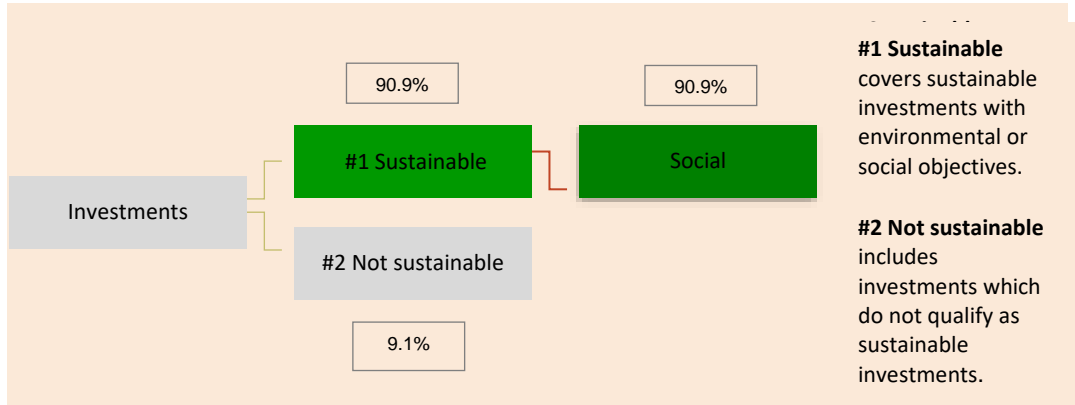 90.9%
90.9%
#1 Sustainable
Social
Investments
#2 Not sustainable
9.1%
#1 Sustainable
covers sustainable
investments with
environmental or
social objectives.
#2 Not sustainable
includes
investments which
do not qualify as
sustainable
investments.